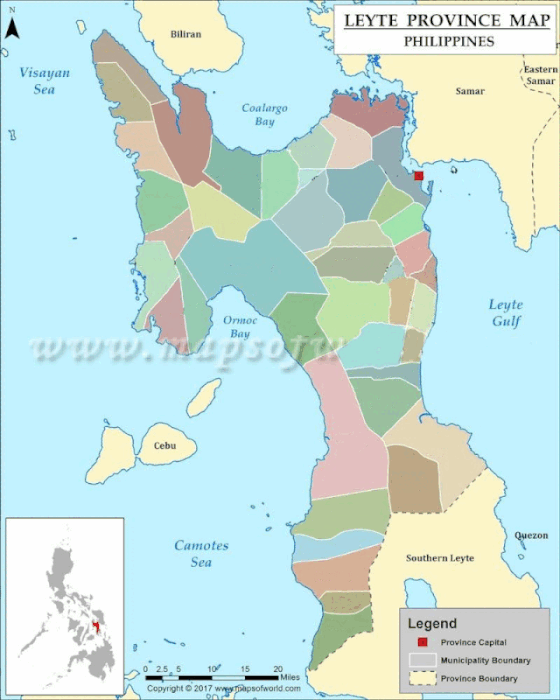 LEYTE PROVINCE MAP
PHILIPPINES
N
Biliran
Visayan
Sea
Eastern
Samar
Samar
Coalargo
Bay
Leyte
Gulf
Ormoc
Bay
www.mapsofw
Cebu
Camotes
Sea
Southern Leyte
Quezon
Legend
Province Capital
Municipality Boundary
Province Boundary
0 2.5 5 10 15 20
Miles
Copyright © 2017 www.mapsofworld.com